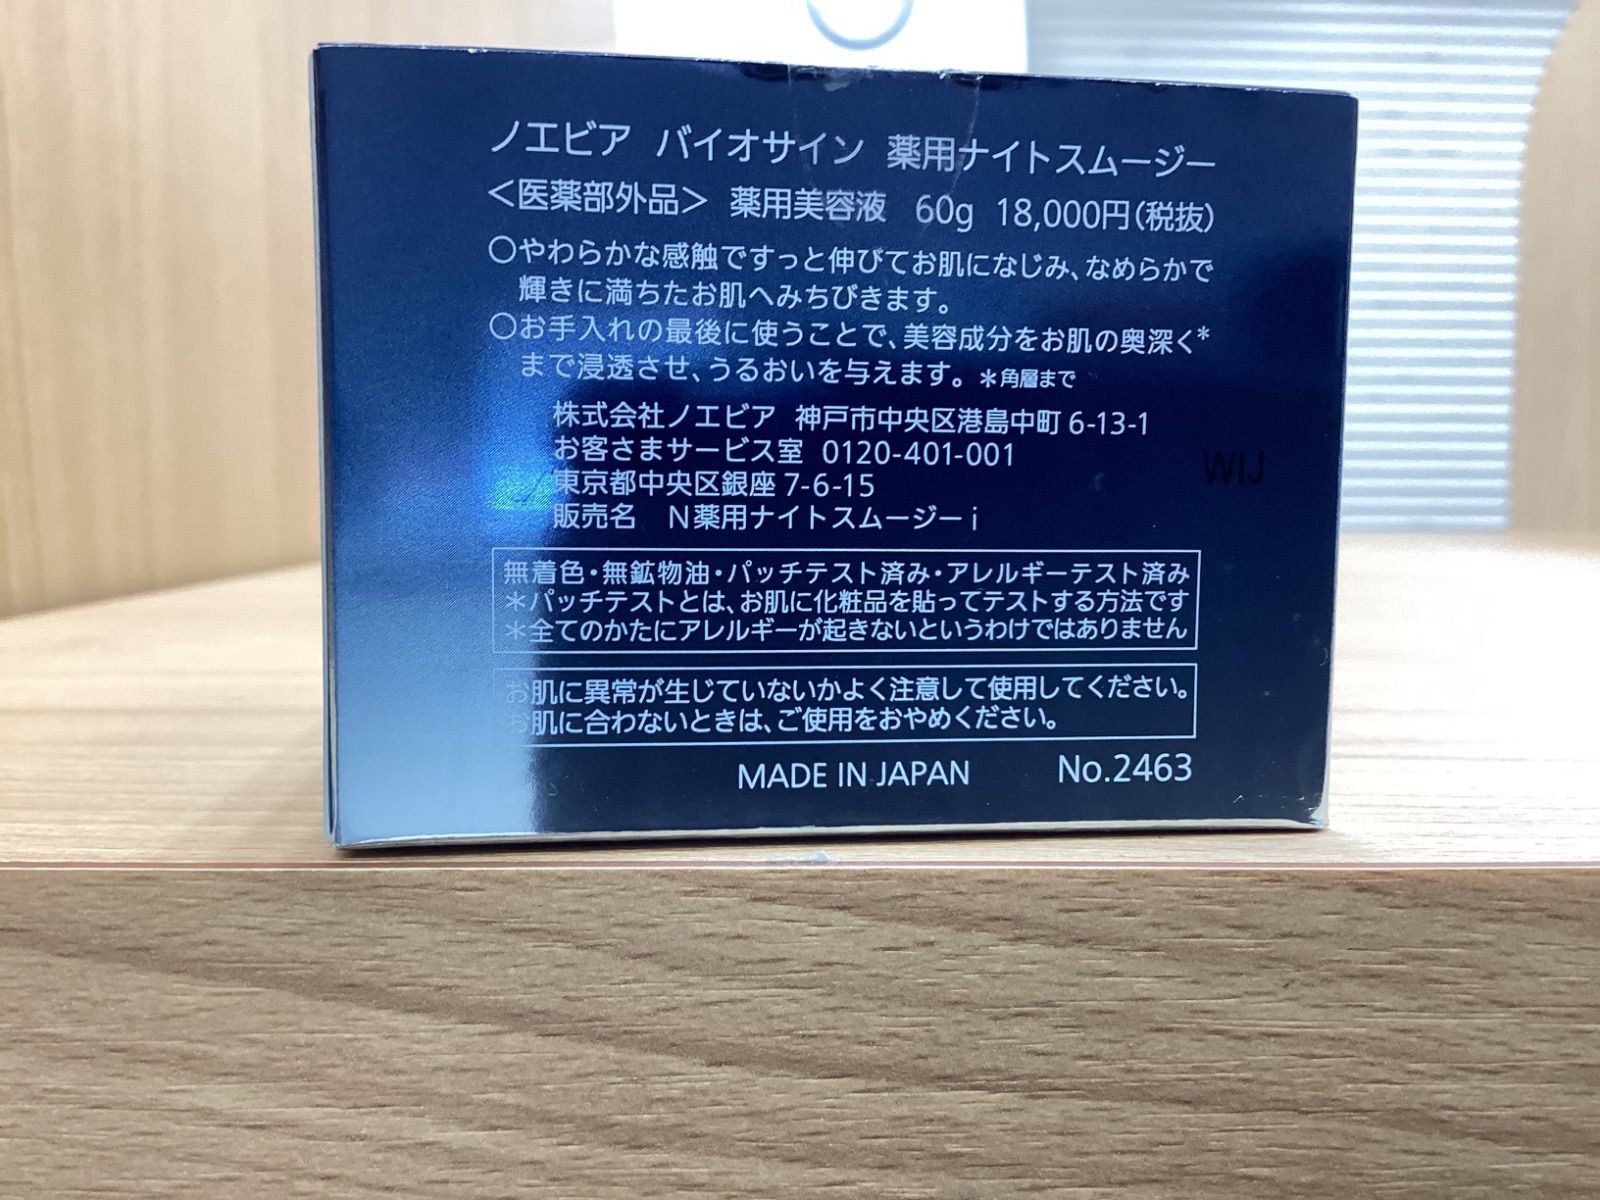 ノエビア バイオサイン 薬用ナイトスムージー
＜医薬部外品＞ 薬用美容液 60g 18,000円(税抜)
○やわらかな感触ですっと伸びてお肌になじみ、なめらかで
輝きに満ちたお肌へみちびきます。
○お手入れの最後に使うことで、美容成分をお肌の奥深く*
まで浸透させ、うるおいを与えます。 *角層まで
株式会社ノエビア 神戸市中央区港島中町 6-13-1
お客さまサービス室 0120-401-001
東京都中央区銀座 7-6-15
WIJ
販売名 N薬用ナイトスムージー i
無着色・無鉱物油・パッチテスト済み・アレルギーテスト済み
*パッチテストとは、お肌に化粧品を貼ってテストする方法です
*全てのかたにアレルギーが起きないというわけではありません
お肌に異常が生じていないかよく注意して使用してください。
お肌に合わないときは、ご使用をおやめください。
MADE IN JAPAN No.2463